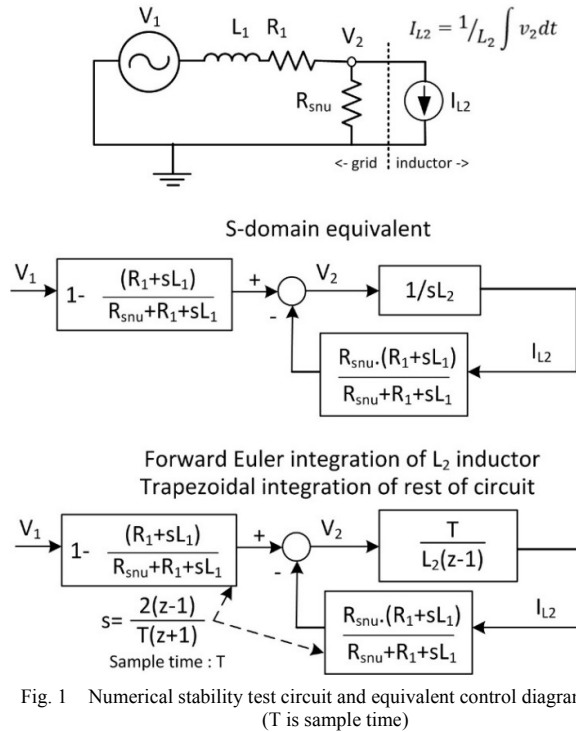 V1
L1 R1
V2
I_L2 = 1/L2 ∫ v2dt
Rsnu
IL2
<- grid inductor ->
S-domain equivalent
V1
1- (R1+sL1)
Rsnu+R1+sL1
+
-
V2
1/sL2
Rsnu.(R1+sL1)
Rsnu+R1+sL1
IL2
Forward Euler integration of L2 inductor
Trapezoidal integration of rest of circuit
V1
1- (R1+sL1)
Rsnu+R1+sL1
+
-
V2
T
L2(z-1)
s= 2(z-1)
T(z+1)
Sample time : T
Rsnu.(R1+sL1)
Rsnu+R1+sL1
IL2
Fig. 1 Numerical stability test circuit and equivalent control diagram
(T is sample time)